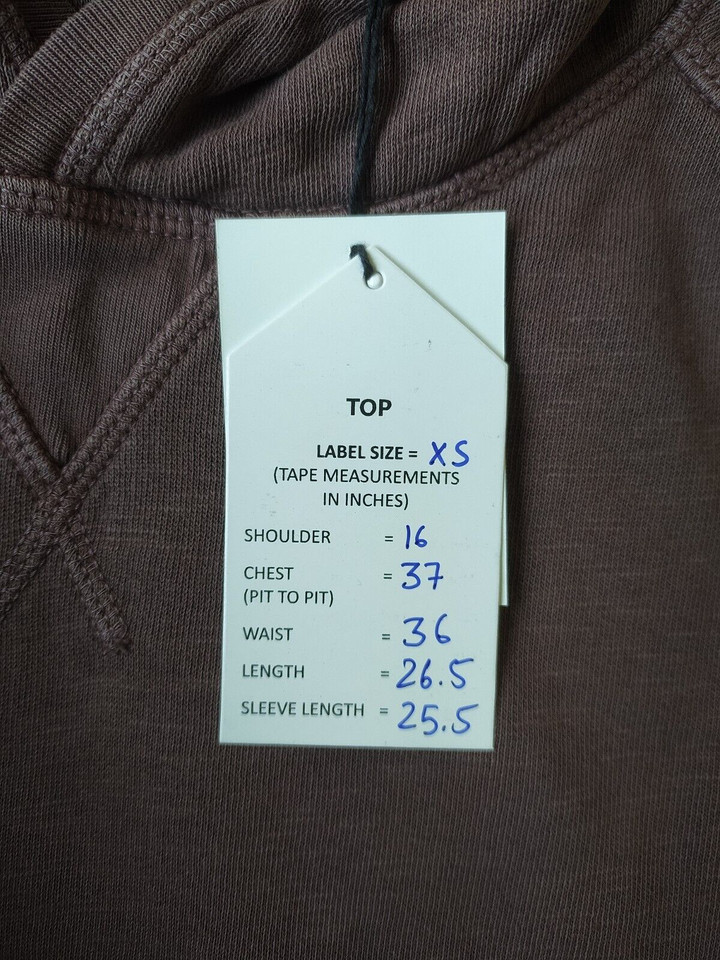 TOP
LABEL SIZE = XS
(TAPE MEASUREMENTS
IN INCHES)
SHOULDER = 16
CHEST = 37
(PIT TO PIT)
WAIST = 36
LENGTH = 26.5
SLEEVE LENGTH = 25.5